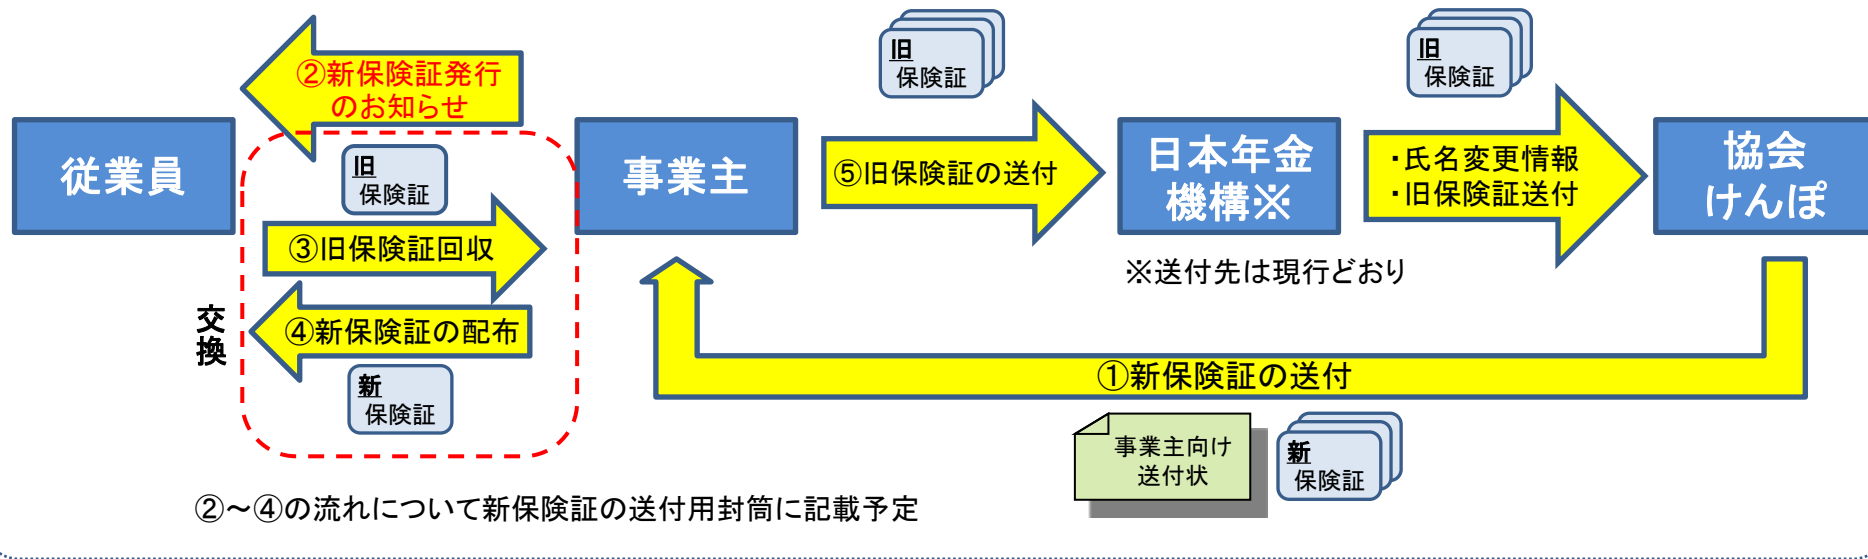 ②新保険証発行
のお知らせ
従業員
旧
保険証
③旧保険証回収
④新保険証の配布
新
保険証
交
換
事業主
旧
保険証
⑤旧保険証の送付
日本年金
機構※
※送付先は現行どおり
旧
保険証
・氏名変更情報
・旧保険証送付
協会
けんぽ
①新保険証の送付
事業主向け
送付状
新
保険証
②～④の流れについて新保険証の送付用封筒に記載予定